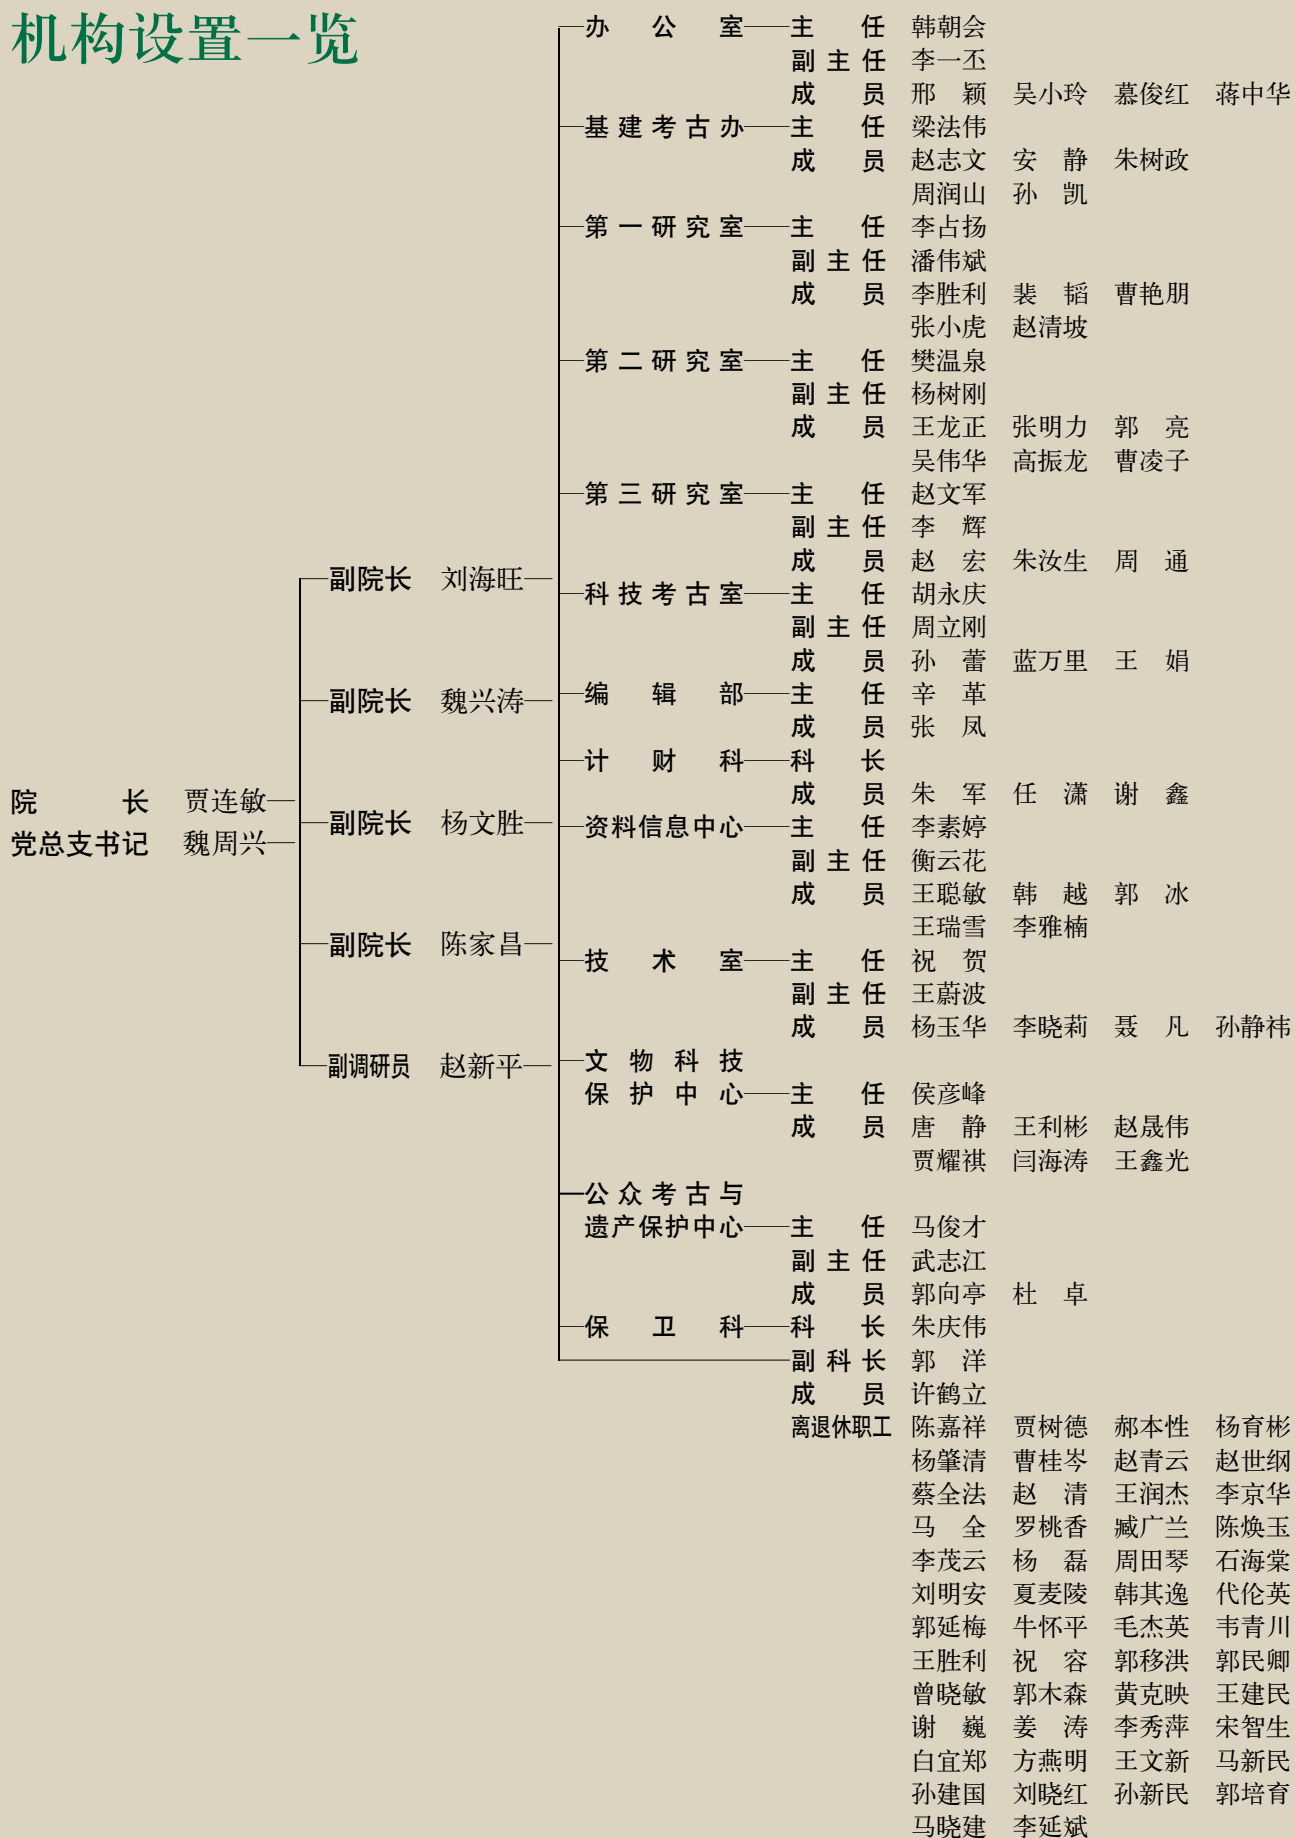 机构设置一览
院长 贾连敏
党总支书记 魏周兴
副院长 刘海旺
副院长 魏兴涛
副院长 杨文胜
副院长 陈家昌
副调研员 赵新平
办公室 主任 韩朝会
副主任 李一丕
成员 邢颖 吴小玲 慕俊红 蒋中华
基建考古办 主任 梁法伟
成员 赵志文 安静 朱树政
周润山 孙凯
第一研究室 主任 李占扬
副主任 潘伟斌
成员 李胜利 裴韬 曹艳朋
张小虎 赵清坡
第二研究室 主任 樊温泉
副主任 杨树刚
成员 王龙正 张明力 郭亮
吴伟华 高振龙 曹凌子
第三研究室 主任 赵文军
副主任 李辉
成员 赵宏 朱汝生 周通
科技考古室 主任 胡永庆
副主任 周立刚
成员 孙蕾 蓝万里 王娟
编辑部 主任 辛革
成员 张凤
计财科 科长
成员 朱军 任潇 谢鑫
资料信息中心 主任 李素婷
副主任 衡云花
成员 王聪敏 韩越 郭冰
王瑞雪 李雅楠
技术室 主任 祝贺
副主任 王蔚波
成员 杨玉华 李晓莉 聂凡 孙静祎
文物科技
保护中心 主任 侯彦峰
成员 唐静 王利彬 赵晟伟
贾耀祺 闫海涛 王鑫光
公众考古与
遗产保护中心 主任 马俊才
副主任 武志江
成员 郭向亭 杜卓
保卫科 科长 朱庆伟
副科长 郭洋
成员 许鹤立
离退休职工 陈嘉祥 贾树德 郝本性 杨育彬
杨肇清 曹桂岑 赵青云 赵世纲
蔡全法 赵清 王润杰 李京华
马全 罗桃香 臧广兰 陈焕玉
李茂云 杨磊 周田琴 石海棠
刘明安 夏麦陵 韩其逸 代伦英
郭延梅 牛怀平 毛杰英 韦青川
王胜利 祝容 郭移洪 郭民卿
曾晓敏 郭木森 黄克映 王建民
谢巍 姜涛 李秀萍 宋智生
白宜郑 方燕明 王文新 马新民
孙建国 刘晓红 孙新民 郭培育
马晓建 李延斌